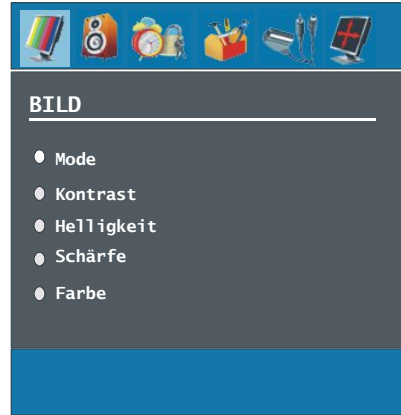 BILD
Mode
Kontrast
Helligkeit
Schärfe
Farbe